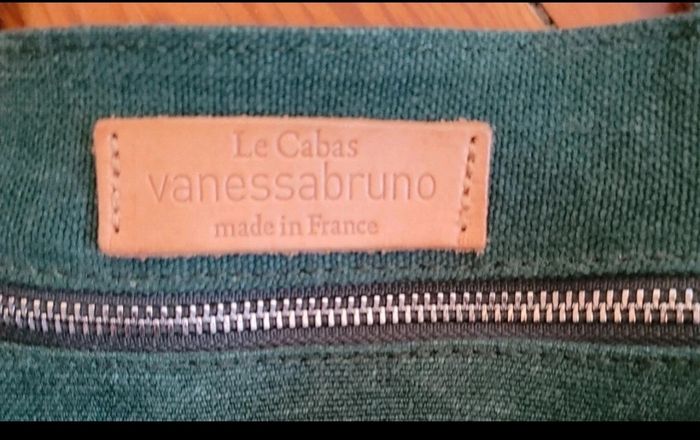 Le Cabas
vanessabruno
made in France